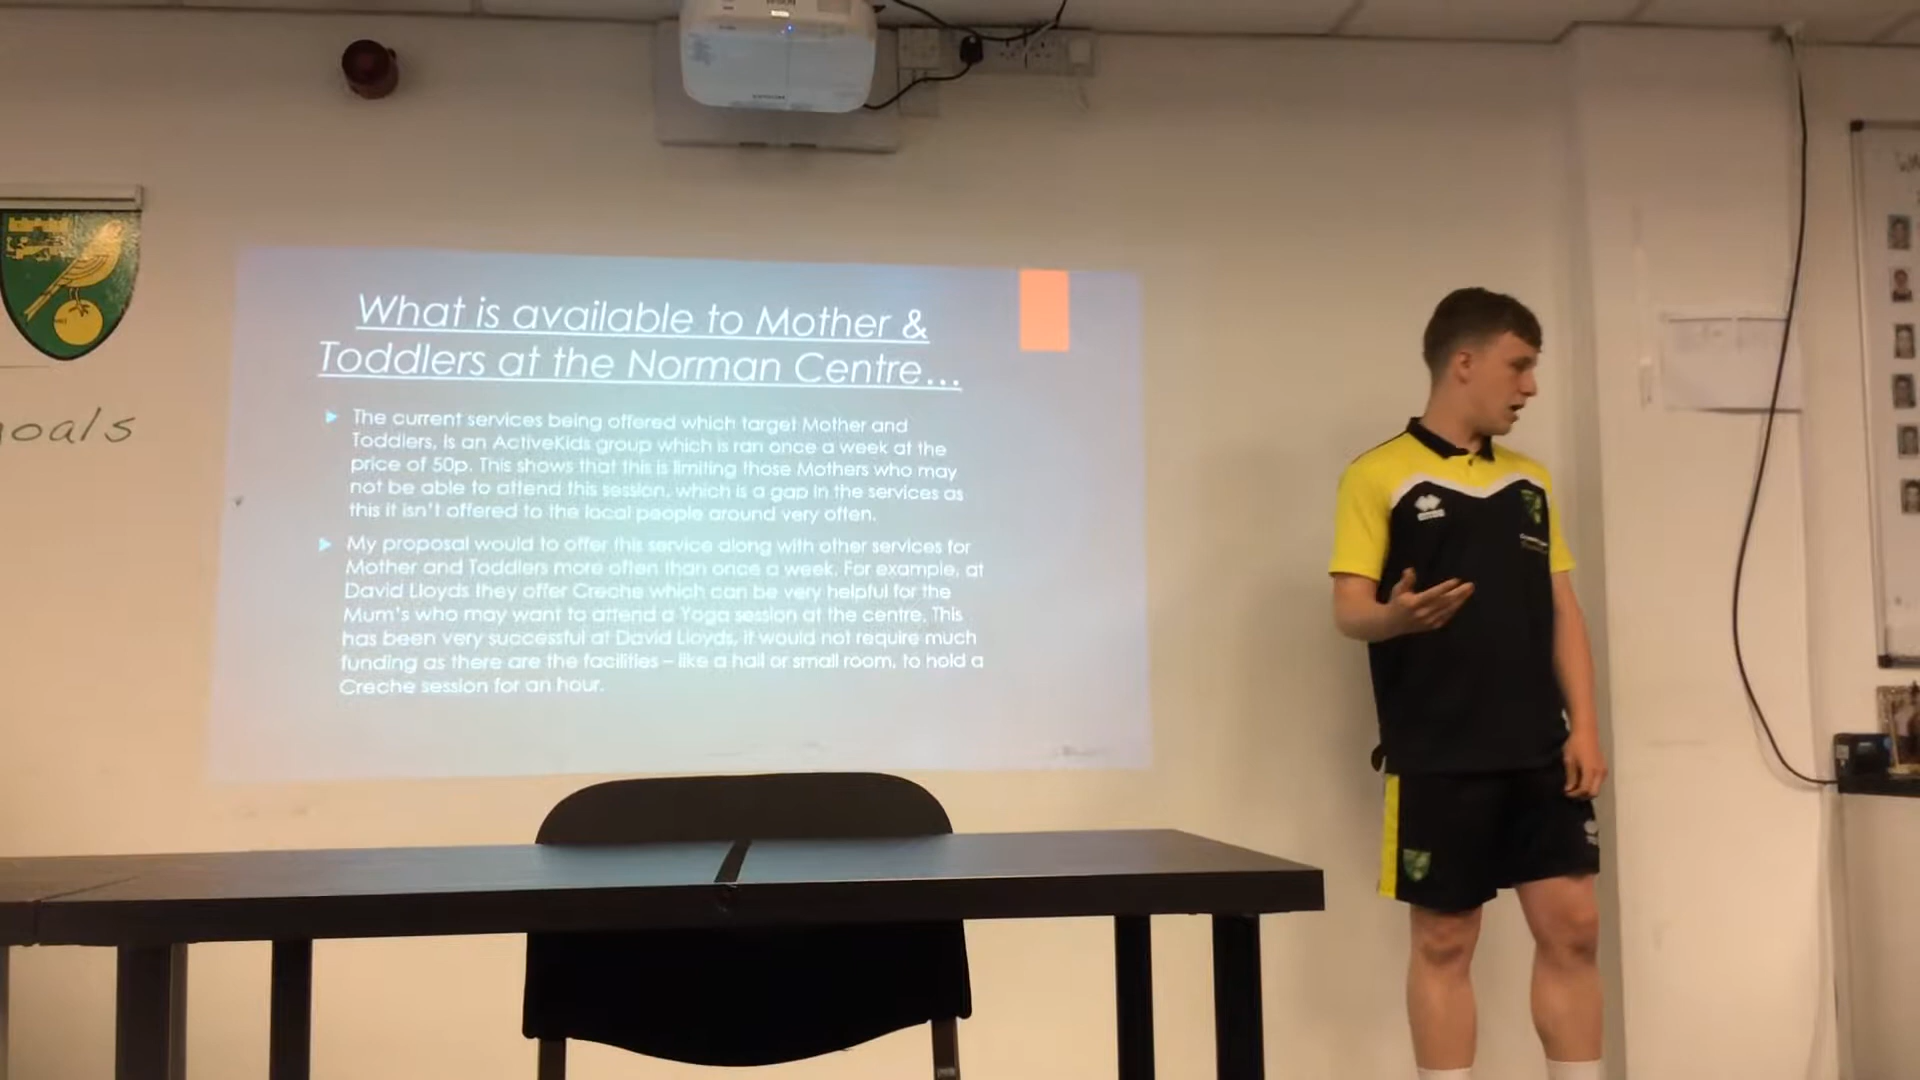 EPSON
What is available to Mother &
Toddlers at the Norman Centre...
The current services being offered which target Mother and
Toddlers, is an ActiveKids group which is ran once a week at the
price of 50p. This shows that this is limiting those Mothers who may
not be able to attend this session, which is a gap in the services as
this it isn't offered to the local people around very often.
My proposal would to offer this service along with other services for
Mother and Toddlers more often than once a week. For example, at
David Lloyds they offer Creche which can be very helpful for the
Mum's who may want to attend a Yoga session at the centre. This
has been very successful at David Lloyds, it would not require much
funding as there are the facilities – like a hall or small room, to hold a
Creche session for an hour.
goals